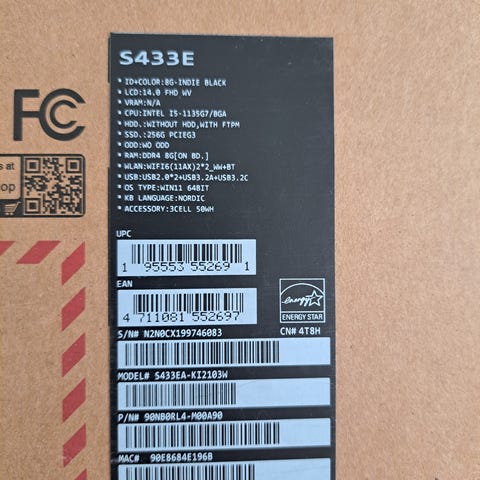 S433E
* ID+COLOR:8G-INDIE BLACK
* LCD:14.0 FHD WV
* VRAM:N/A
* CPU:INTEL I5-1135G7/BGA
* HDD.:WITHOUT HDD,WITH FTPM
* SSD.:256G PCIEG3
* ODD:WO ODD
* RAM:DDR4 8G[ON BD.]
* WLAN:WIFI6(11AX)2*2_WW+BT
* USB:USB2.0*2+USB3.2A+USB3.2C
* OS TYPE:WIN11 64BIT
* KB LANGUAGE:NORDIC
* ACCESSORY:3CELL 50WH
FC
s at
op
UPC
1 95553 55269 1
EAN
4 711081 552697
energy
ENERGY STAR
S/N# N2N0CX199746083
CN# 4T8H
MODEL# S433EA-KI2103W
P/N# 90NB0RL4-M00A90
MAC# 90E8684E196B